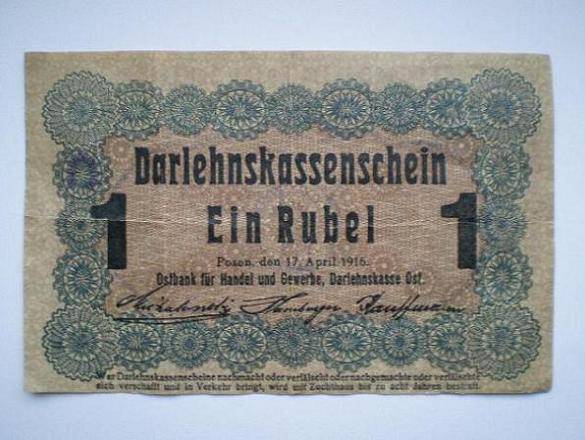 Darlehnskassenschein
1 Ein Rubel 1
Posen, den 17. April 1916.
Ostbank für Handel und Gewerbe, Darlehnskasse Ost.
Wer Darlehnskassenscheine nachmacht oder verfälscht oder nachgemachte oder verfälschte
sich verschafft und in Verkehr bringt, wird mit Zuchthaus bis zu acht Jahren bestraft.